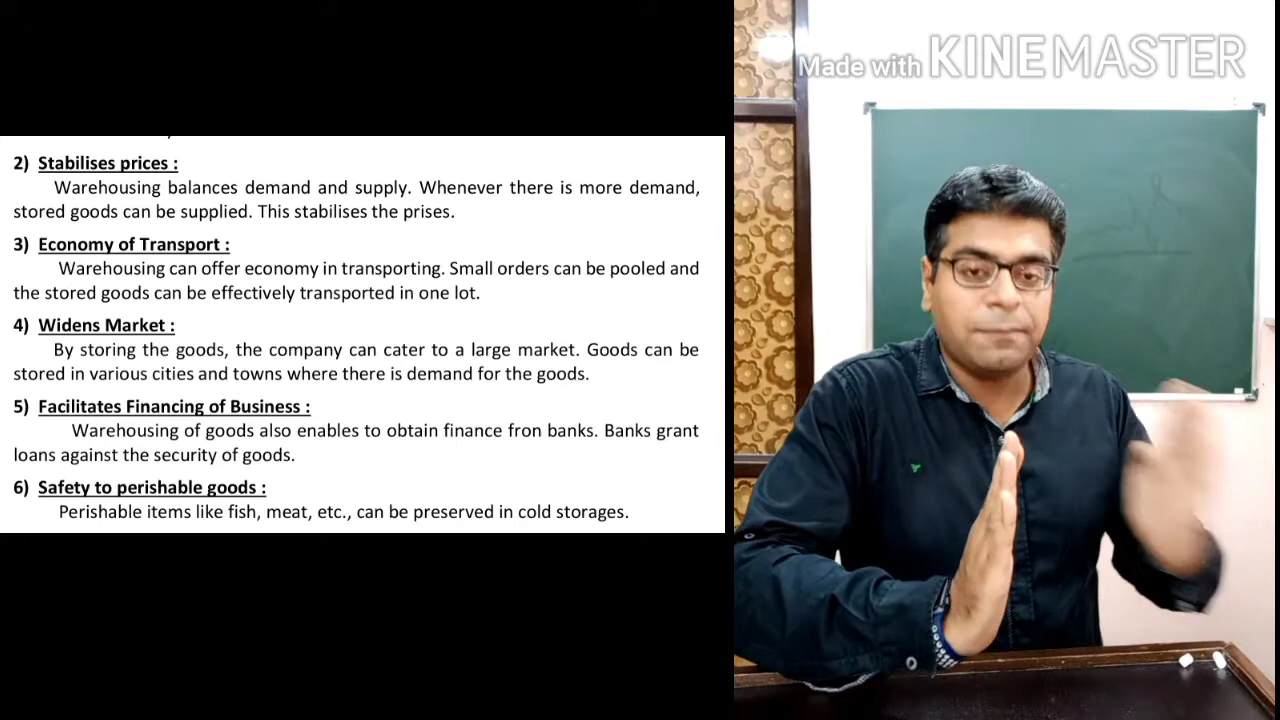 Made with KINEMASTER
2) Stabilises prices :
Warehousing balances demand and supply. Whenever there is more demand,
stored goods can be supplied. This stabilises the prises.
3) Economy of Transport :
Warehousing can offer economy in transporting. Small orders can be pooled and
the stored goods can be effectively transported in one lot.
4) Widens Market :
By storing the goods, the company can cater to a large market. Goods can be
stored in various cities and towns where there is demand for the goods.
5) Facilitates Financing of Business :
Warehousing of goods also enables to obtain finance fron banks. Banks grant
loans against the security of goods.
6) Safety to perishable goods :
Perishable items like fish, meat, etc., can be preserved in cold storages.